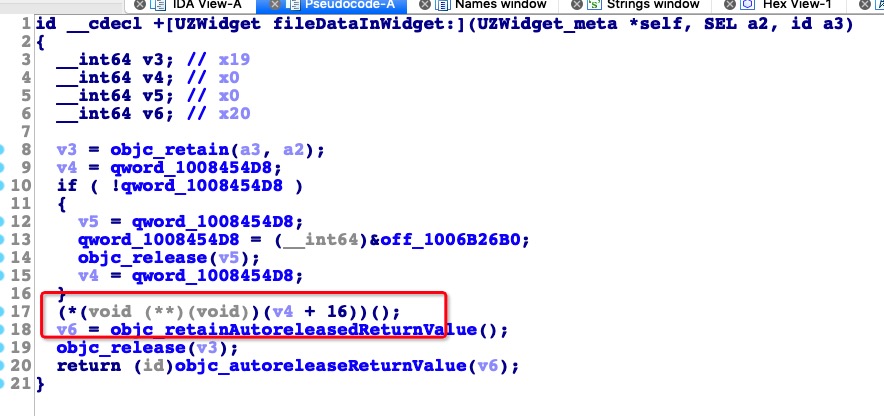 IDA View-A Pseudocode-A Names window Strings window Hex View-1
1 id __cdecl +[UZWidget fileDataInWidget:](UZWidget_meta *self, SEL a2, id a3)
2 {
3 __int64 v3; // x19
4 __int64 v4; // x0
5 __int64 v5; // x0
6 __int64 v6; // x20
7
8 v3 = objc_retain(a3, a2);
9 v4 = qword_1008454D8;
10 if ( !qword_1008454D8 )
11 {
12 v5 = qword_1008454D8;
13 qword_1008454D8 = (__int64)&off_1006B26B0;
14 objc_release(v5);
15 v4 = qword_1008454D8;
16 }
17 (*(void (**)(void))(v4 + 16))();
18 v6 = objc_retainAutoreleasedReturnValue();
19 objc_release(v3);
20 return (id)objc_autoreleaseReturnValue(v6);
21 }